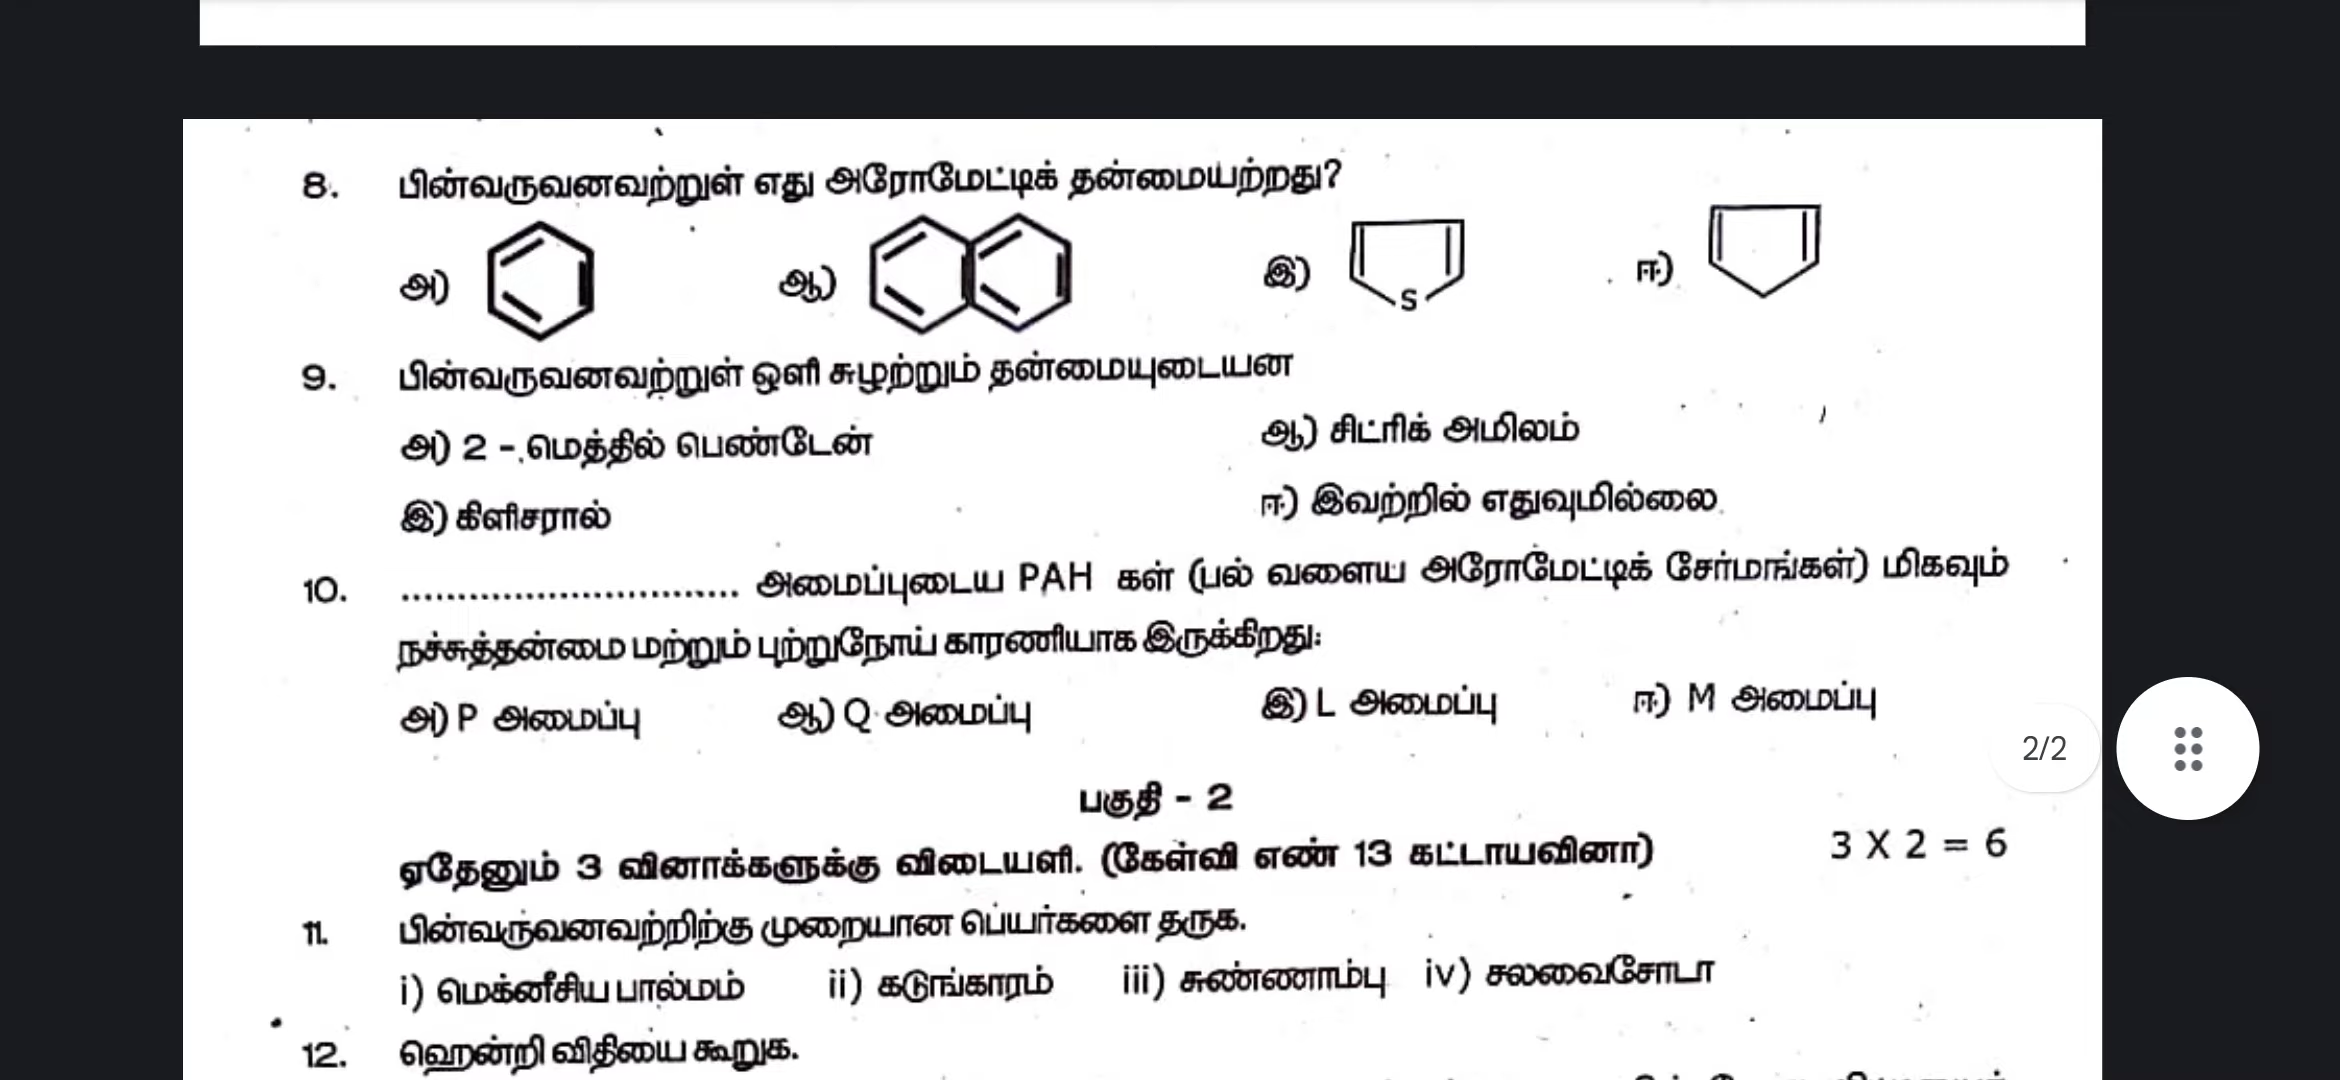 8. பின்வருவனவற்றுள் எது அரோமேட்டிக் தன்மையற்றது?
அ) ஆ) இ) S ஈ)
9. பின்வருவனவற்றுள் ஒளி சுழற்றும் தன்மையுடையன
அ) 2 - மெத்தில் பெண்டேன் ஆ) சிட்ரிக் அமிலம்
இ) கிளிசரால் ஈ) இவற்றில் எதுவுமில்லை
10. .............................. அமைப்புடைய PAH கள் (பல் வளைய அரோமேட்டிக் சேர்மங்கள்) மிகவும்
நச்சுத்தன்மை மற்றும் புற்றுநோய் காரணியாக இருக்கிறது:
அ) P அமைப்பு ஆ) Q அமைப்பு இ) L அமைப்பு ஈ) M அமைப்பு
2/2
பகுதி - 2
ஏதேனும் 3 வினாக்களுக்கு விடையளி. (கேள்வி எண் 13 கட்டாயவினா) 3 X 2 = 6
11. பின்வருவனவற்றிற்கு முறையான பெயர்களை தருக.
i) மெக்னீசிய பால்மம் ii) கடுங்காரம் iii) சுண்ணாம்பு iv) சலவைசோடா
12. ஹென்றி விதியை கூறுக.